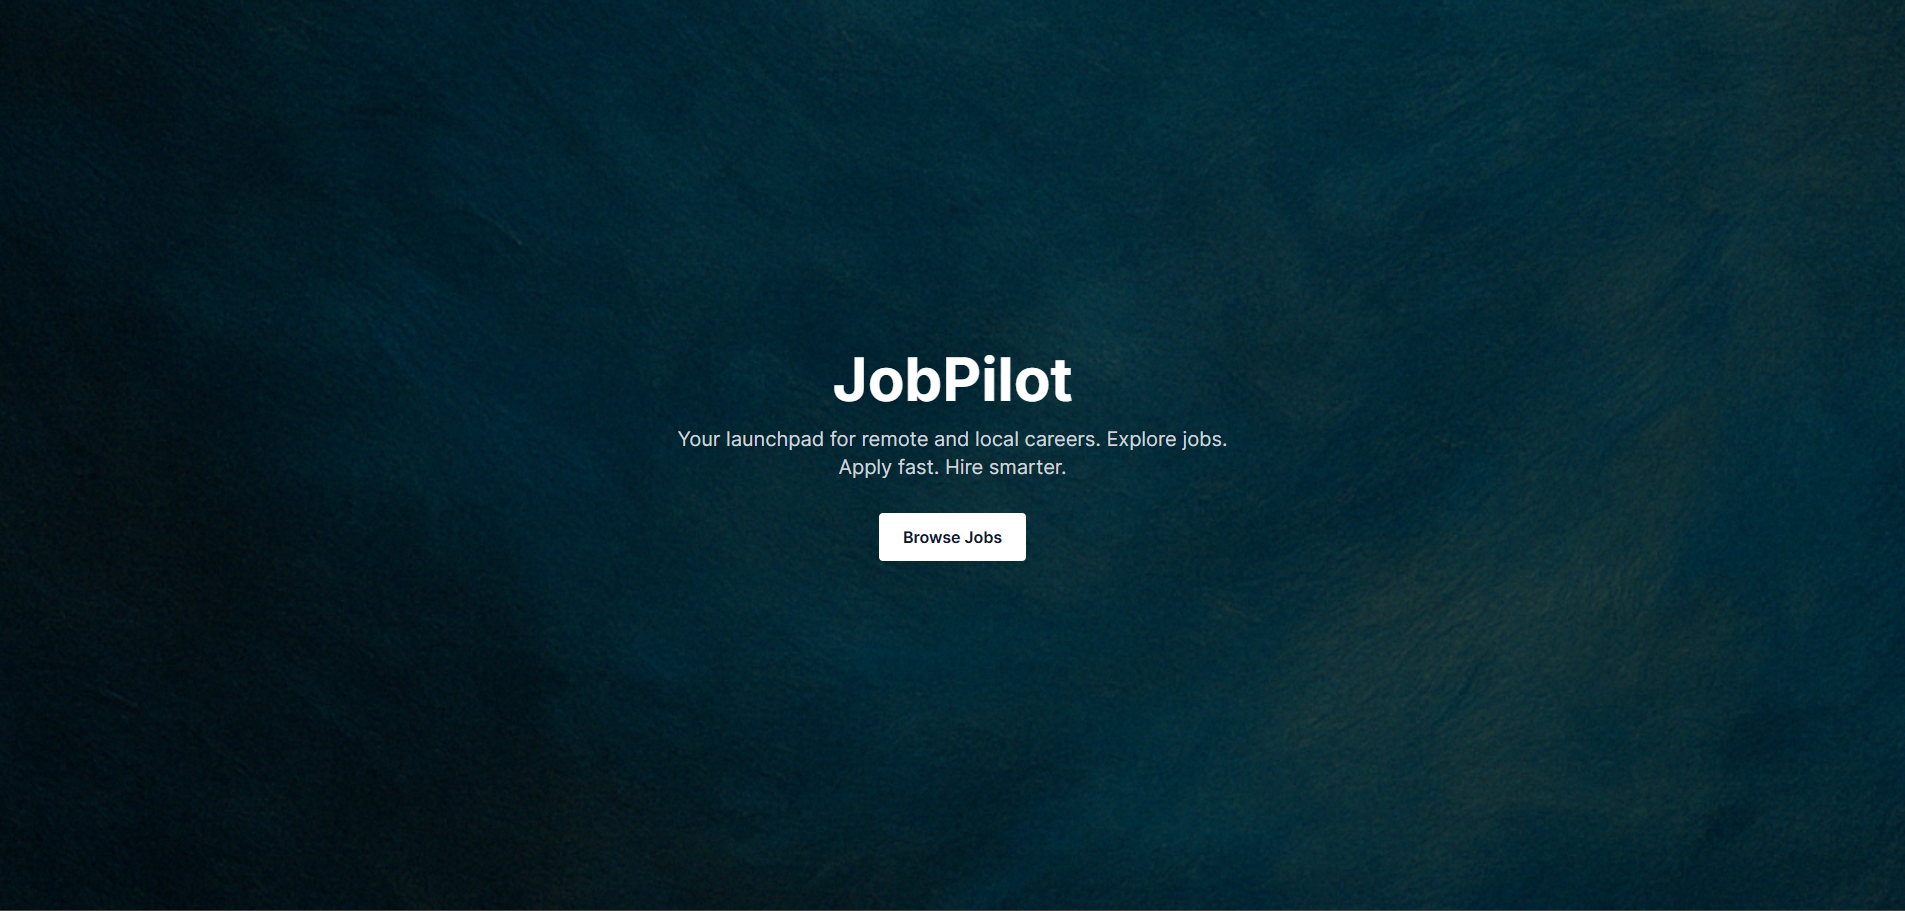 JobPilot
Your launchpad for remote and local careers. Explore jobs.
Apply fast. Hire smarter.
Browse Jobs